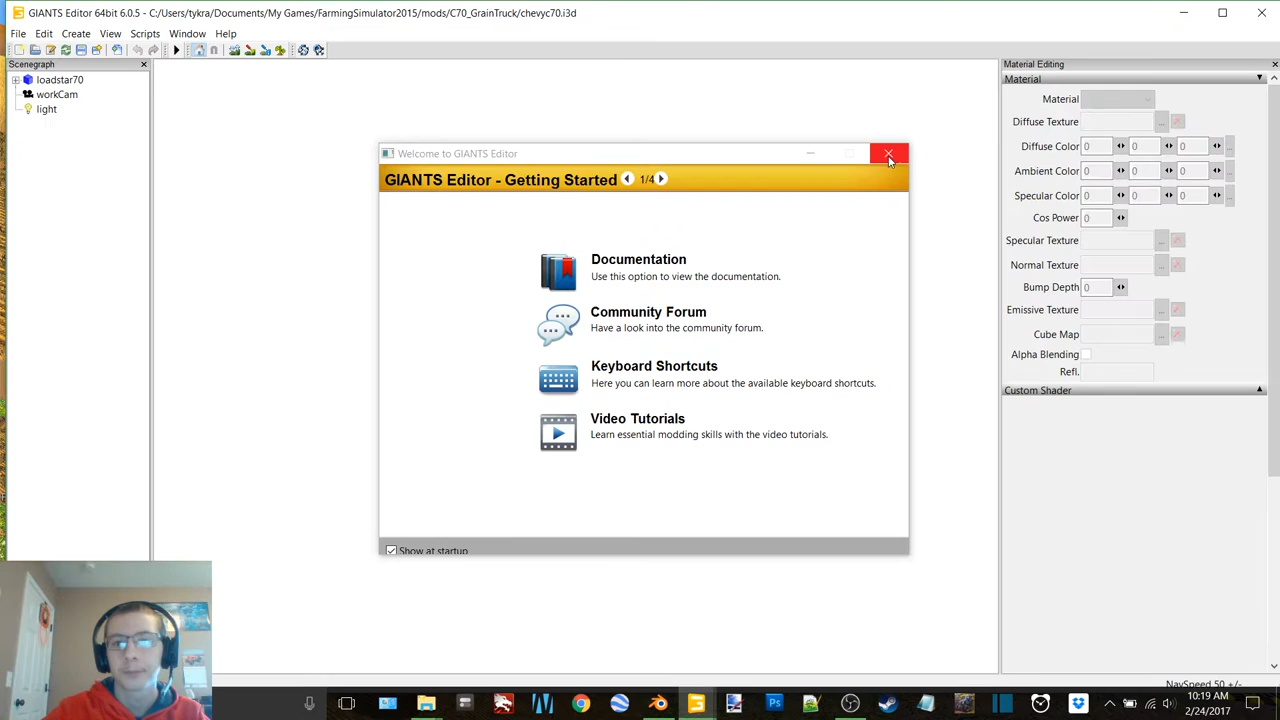 GIANTS Editor 64bit 6.0.5 - C:/Users/tykra/Documents/My Games/FarmingSimulator2015/mods/C70_GrainTruck/chevyc70.i3d
File Edit Create View Scripts Window Help
Scenegraph
loadstar70
workCam
light
Welcome to GIANTS Editor
GIANTS Editor - Getting Started 1/4
Documentation
Use this option to view the documentation.
Community Forum
Have a look into the community forum.
Keyboard Shortcuts
Here you can learn more about the available keyboard shortcuts.
Video Tutorials
Learn essential modding skills with the video tutorials.
Show at startup
Material Editing
Material
Material
Diffuse Texture ...
Diffuse Color 0 0 0 ...
Ambient Color 0 0 0 ...
Specular Color 0 0 0 ...
Cos Power 0
Specular Texture ...
Normal Texture ...
Bump Depth 0
Emissive Texture ...
Cube Map ...
Alpha Blending
Refl.
Custom Shader
NavSpeed 50 +/-
10:19 AM
2/24/2017